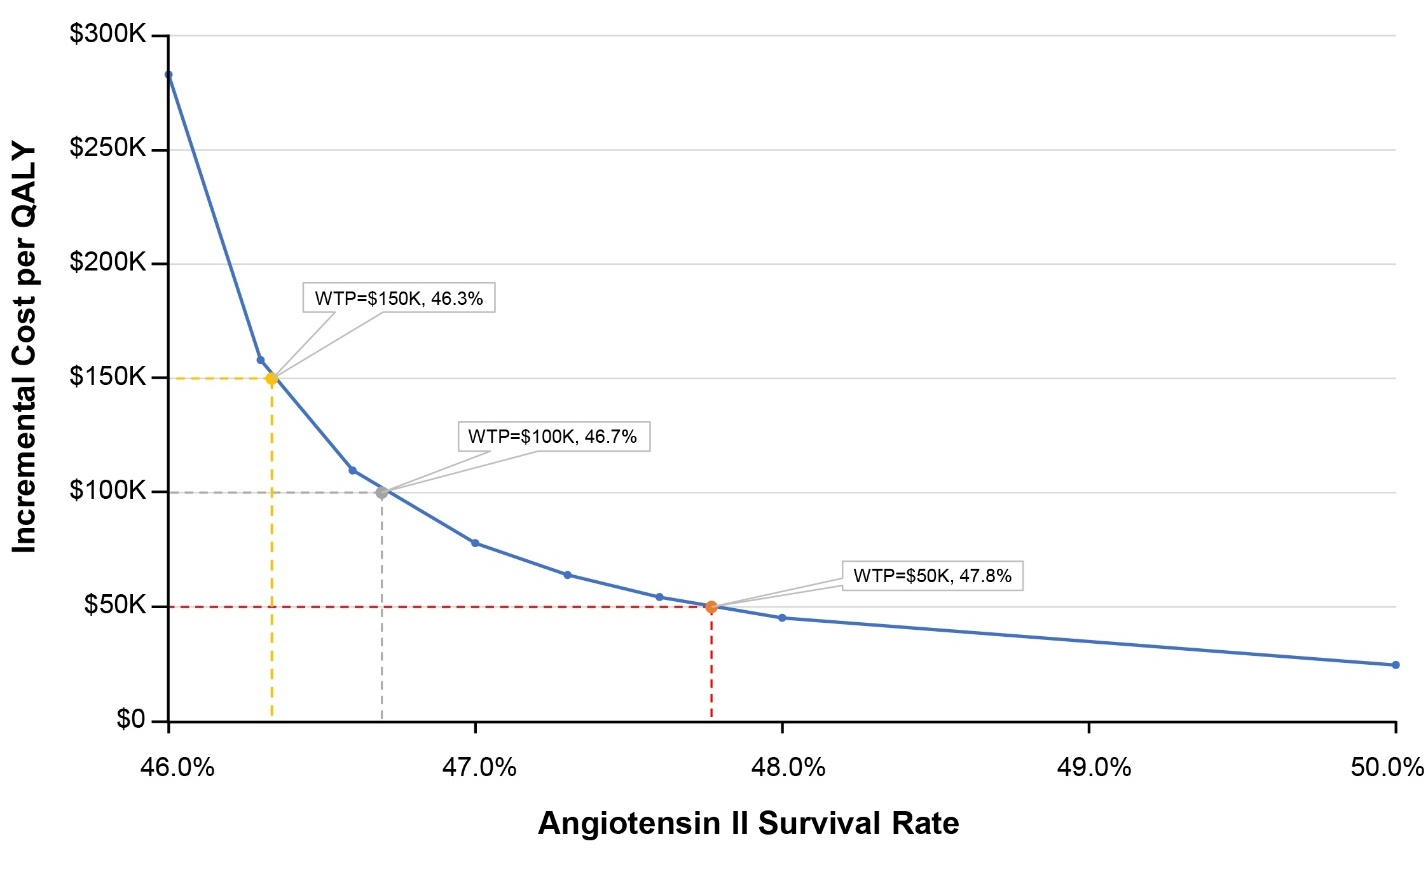 $300K
$250K
$200K
$150K
$100K
$50K
$0
Incremental Cost per QALY
WTP=$150K, 46.3%
WTP=$100K, 46.7%
WTP=$50K, 47.8%
46.0%
47.0%
48.0%
49.0%
50.0%
Angiotensin II Survival Rate